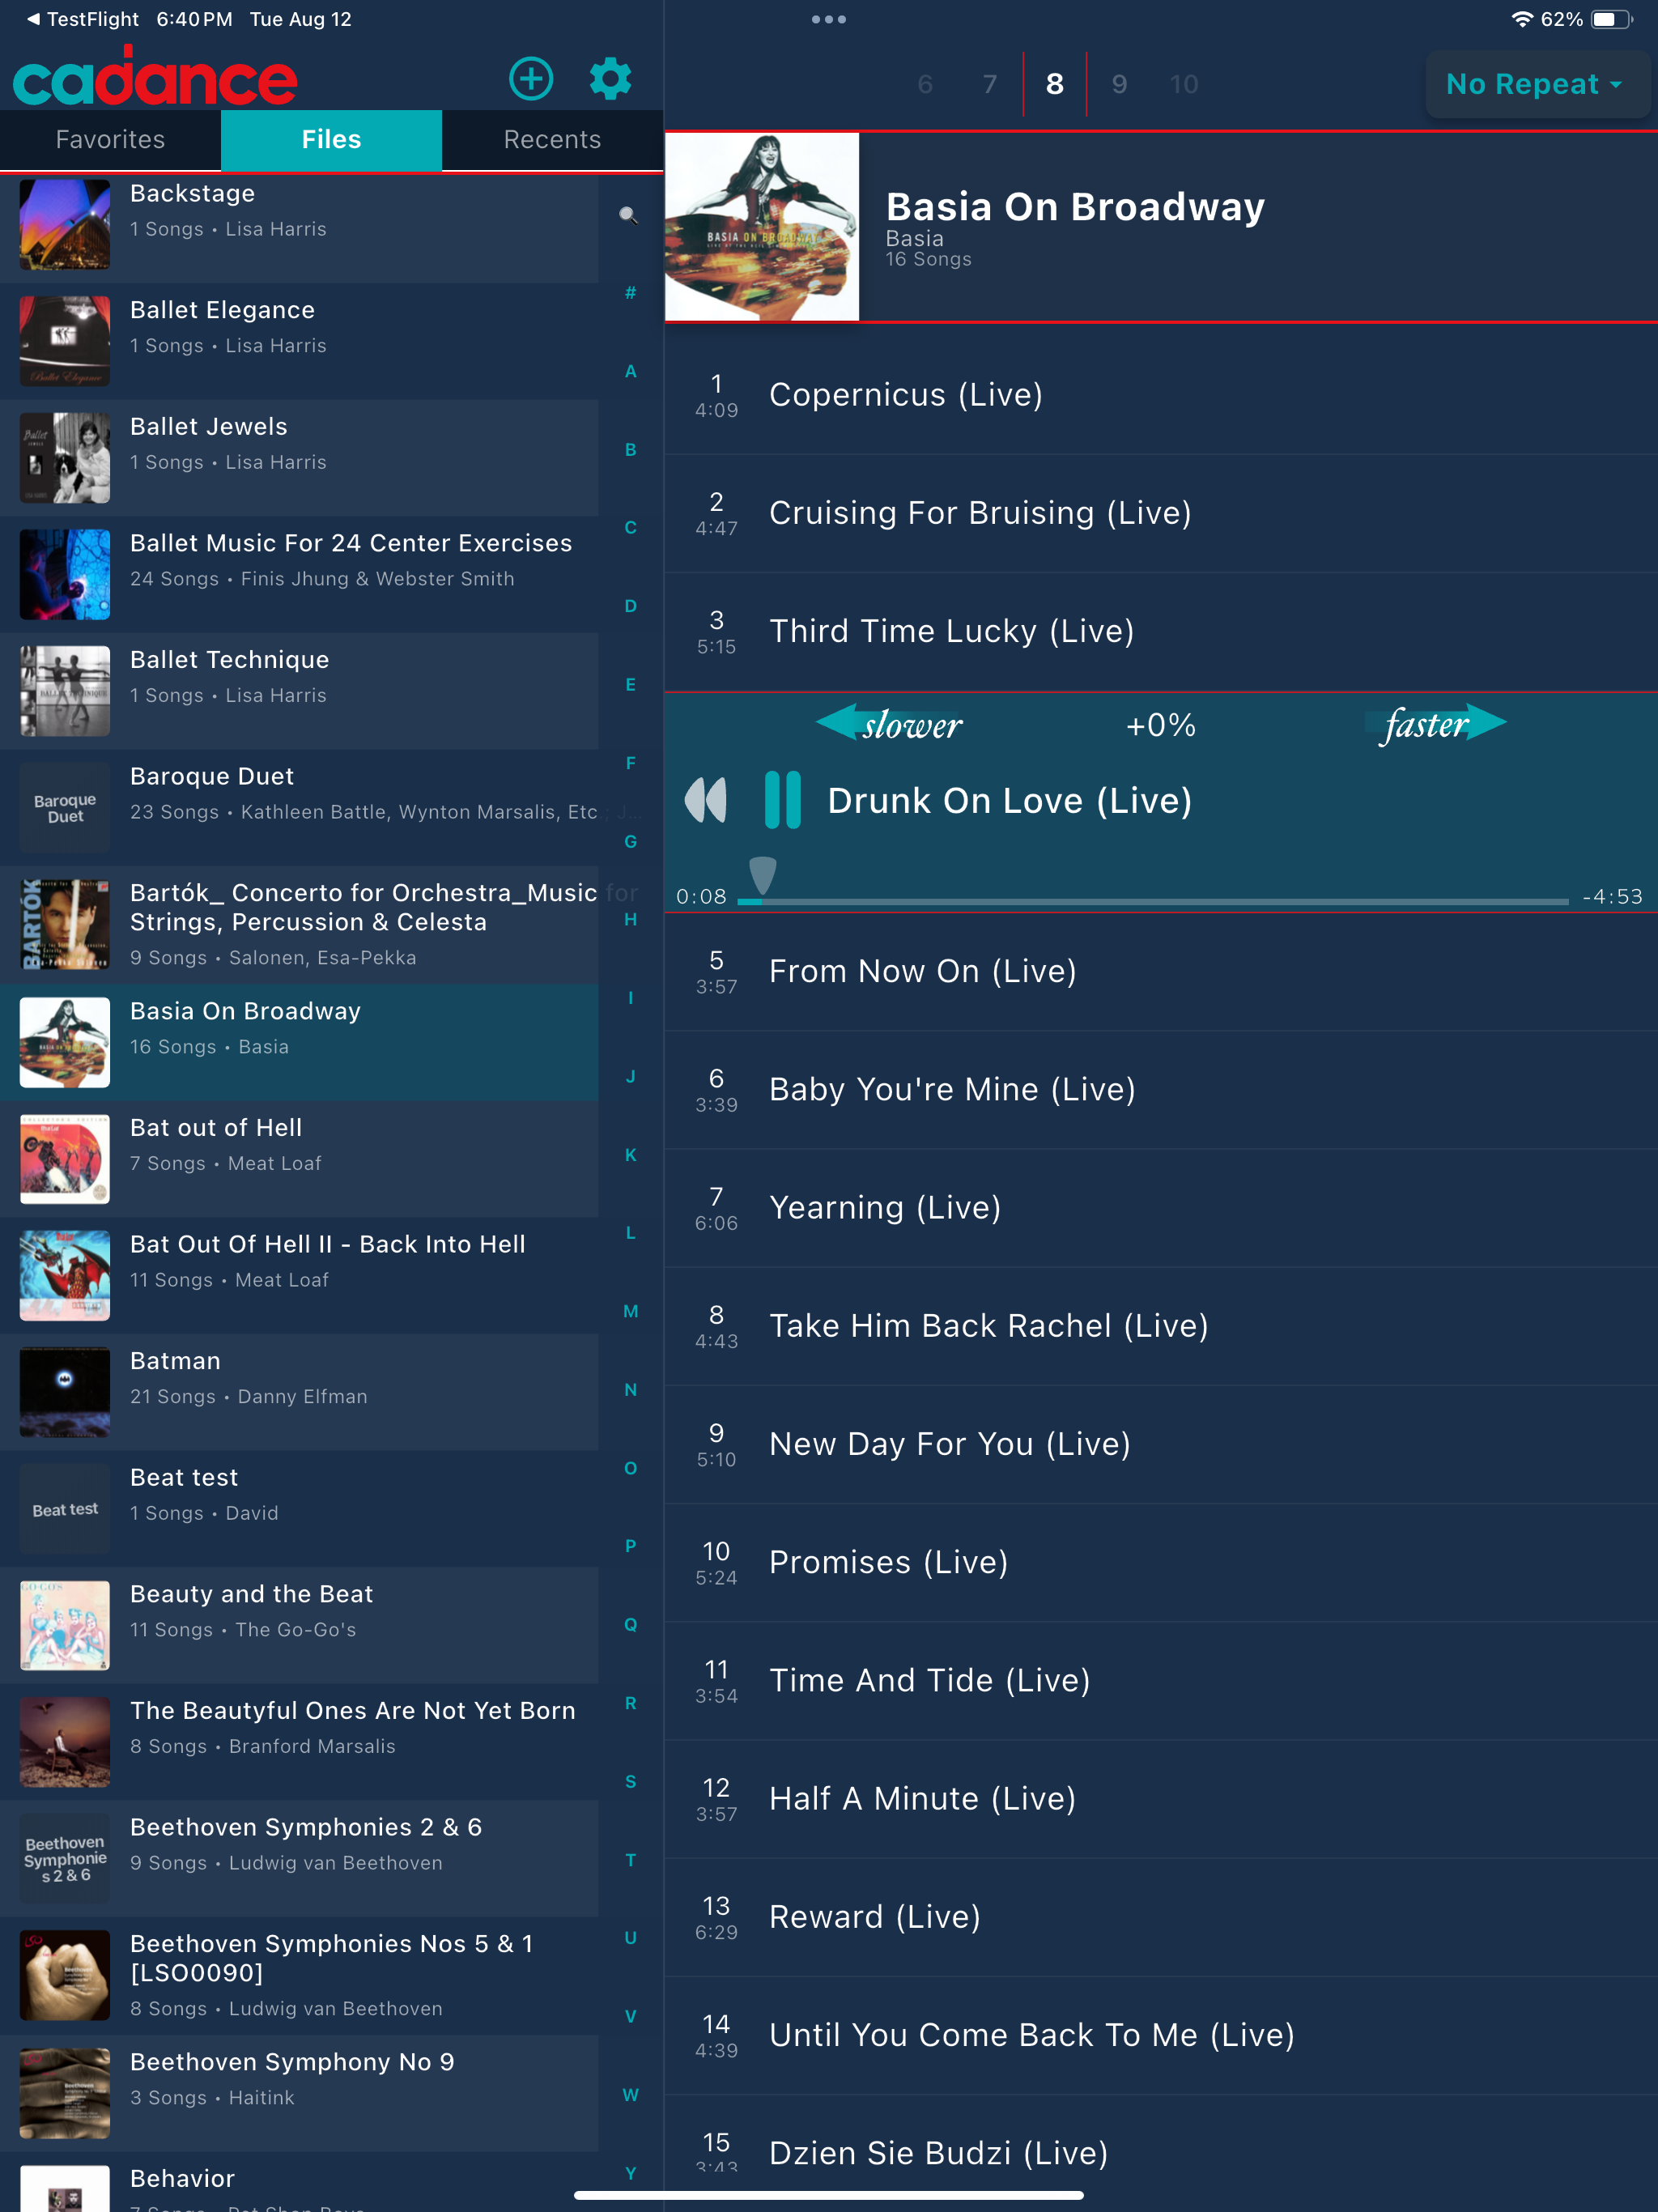 TestFlight 6:40 PM Tue Aug 12
62%
cadance
Favorites Files Recents
Backstage
1 Songs • Lisa Harris
Ballet Elegance
1 Songs • Lisa Harris
Ballet Jewels
1 Songs • Lisa Harris
Ballet Music For 24 Center Exercises
24 Songs • Finis Jhung & Webster Smith
Ballet Technique
1 Songs • Lisa Harris
Baroque Duet
Baroque Duet
23 Songs • Kathleen Battle, Wynton Marsalis, Etc.; J...
BARTÓK
Bartók_ Concerto for Orchestra_Music for
Strings, Percussion & Celesta
9 Songs • Salonen, Esa-Pekka
Basia On Broadway
16 Songs • Basia
Bat out of Hell
7 Songs • Meat Loaf
Bat Out Of Hell II - Back Into Hell
11 Songs • Meat Loaf
Batman
21 Songs • Danny Elfman
Beat test
Beat test
1 Songs • David
GO-GO'S
Beauty and the Beat
11 Songs • The Go-Go's
The Beautyful Ones Are Not Yet Born
8 Songs • Branford Marsalis
Beethoven
Symphonie
s 2 & 6
Beethoven Symphonies 2 & 6
9 Songs • Ludwig van Beethoven
Beethoven Symphonies Nos 5 & 1
[LSO0090]
8 Songs • Ludwig van Beethoven
Beethoven Symphony No 9
3 Songs • Haitink
Behavior
7 Songs • Pet Shop Boys
#
A
B
C
D
E
F
G
H
I
J
K
L
M
N
O
P
Q
R
S
T
U
V
W
Y
6 7 8 9 10
No Repeat
BASIA ON BROADWAY
Basia On Broadway
Basia
16 Songs
1
4:09
Copernicus (Live)
2
4:47
Cruising For Bruising (Live)
3
5:15
Third Time Lucky (Live)
slower +0% faster
Drunk On Love (Live)
0:08 -4:53
5
3:57
From Now On (Live)
6
3:39
Baby You're Mine (Live)
7
6:06
Yearning (Live)
8
4:43
Take Him Back Rachel (Live)
9
5:10
New Day For You (Live)
10
5:24
Promises (Live)
11
3:54
Time And Tide (Live)
12
3:57
Half A Minute (Live)
13
6:29
Reward (Live)
14
4:39
Until You Come Back To Me (Live)
15
3:43
Dzien Sie Budzi (Live)